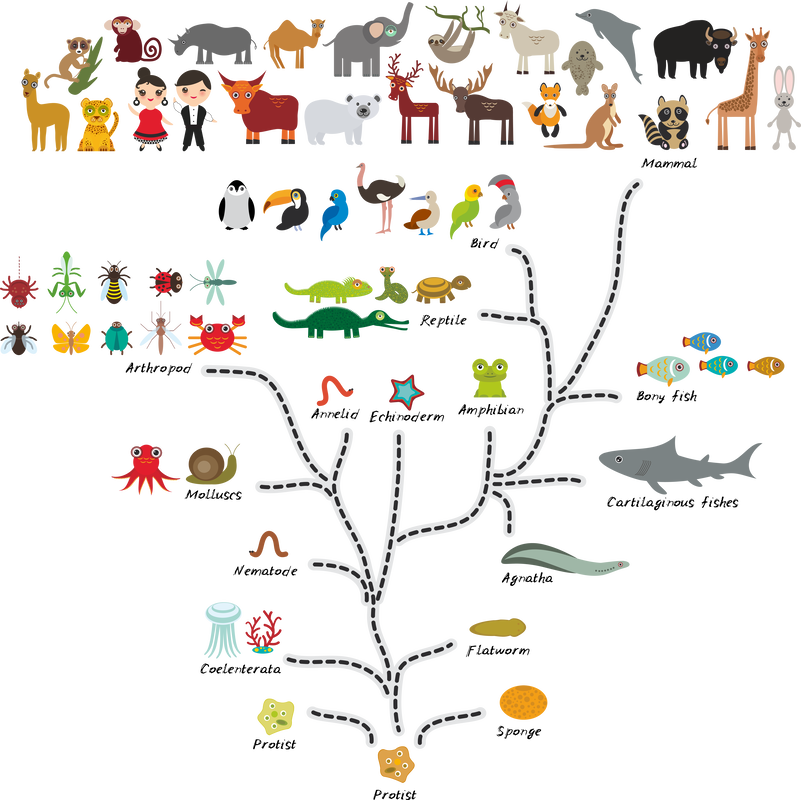 Mammal
Bird
Reptile
Arthropod
Annelid
Echinoderm
Amphibian
Bony fish
Molluscs
Cartilaginous fishes
Nematode
Agnatha
Coelenterata
Flatworm
Protist
Sponge
Protist